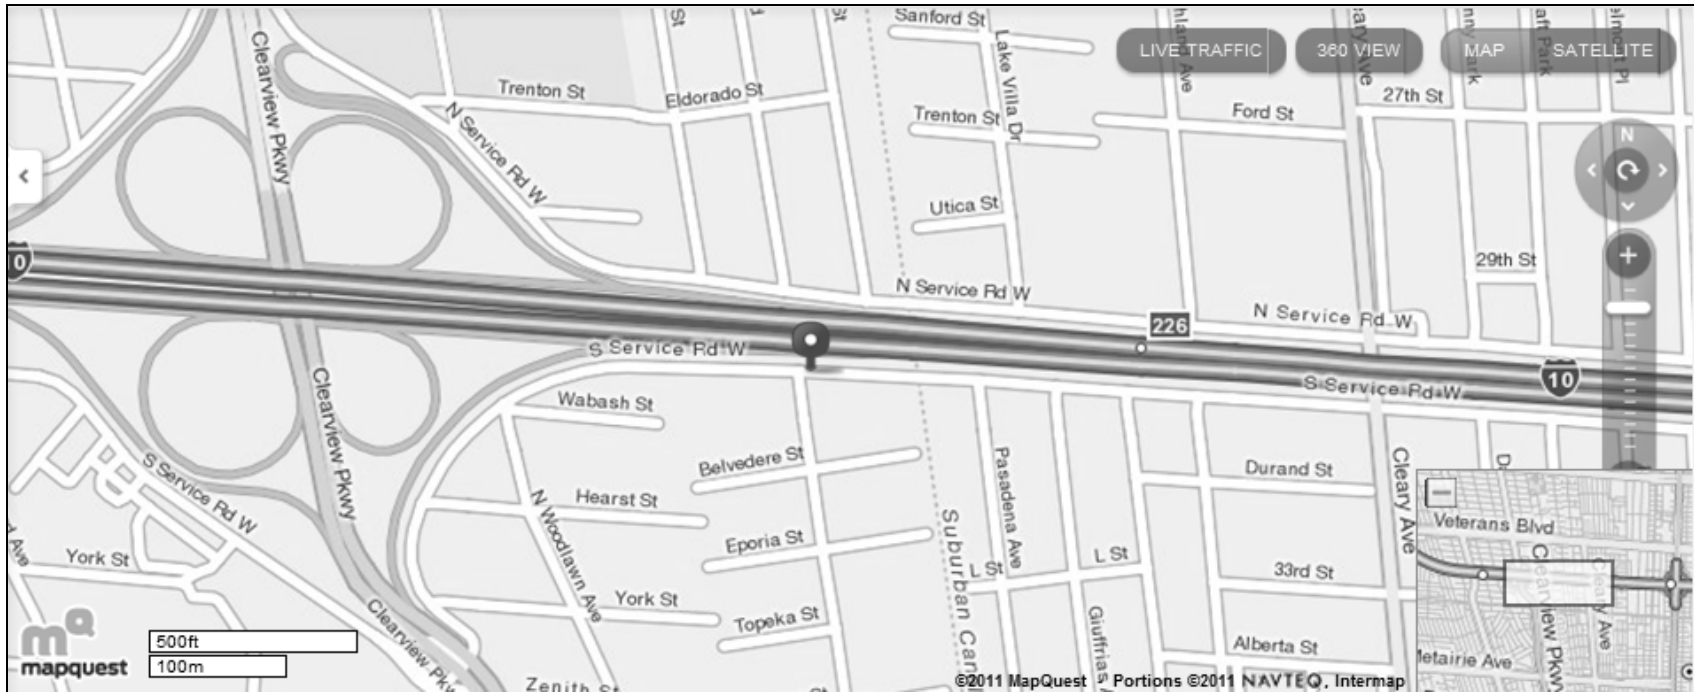 Sanford St
LIVE TRAFFIC
360 VIEW
MAP
SATELLITE
Clearview Pkwy
Lake Villa Dr
Trenton St
Eldorado St
27th St
Ford St
Trenton St
N Service Rd W
N
Utica St
29th St
N Service Rd W
N Service Rd W
226
S Service Rd W
10
S Service Rd W
Clearview Pkwy
Wabash St
Belvedere St
Pasadena Ave
Durand St
Cleary Ave
S Service Rd W
Hearst St
N Woodlawn Ave
Veterans Blvd
Eporia St
Suburban Canal
L St
L St
33rd St
York St
York St
Clearview Pkwy
Cleary Ave
Topeka St
Alberta St
Clearview Pkwy
Metairie Ave
500ft
100m
mapquest
Zenith St
©2011 MapQuest Portions ©2011 NAVTEQ, Intermap